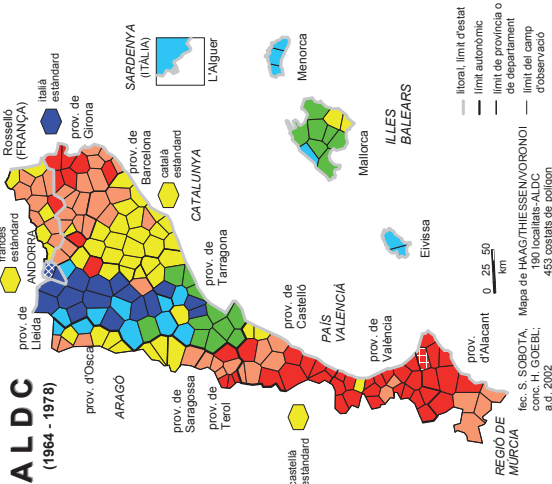 ALDC
(1964 - 1978)
francès
estàndard
Rosselló
(FRANÇA)
italià
estàndard
ANDORRA
prov. de
Girona
prov. de
Lleida
prov. d'Osca
ARAGÓ
prov. de
Barcelona
català
estàndard
CATALUNYA
SARDENYA
(ITÀLIA)
L'Alguer
Menorca
prov. de
Saragossa
prov. de
Tarragona
prov. de
Terol
Mallorca
ILLES
BALEARS
prov. de
Castelló
PAÍS
VALENCIÀ
Eivissa
castellà
estàndard
prov. de
València
prov.
d'Alacant
REGIÓ DE
MÚRCIA
0 25 50
km
litoral, límit d'estat
límit autonòmic
límit de província o
de departament
límit del camp
d'observació
fec. S. SOBOTA,
conc. H. GOEBL;
a.d. 2002
Mapa de HAAG/THIESSEN/VORONOI
190 localitats-ALDC
453 costats de polígon